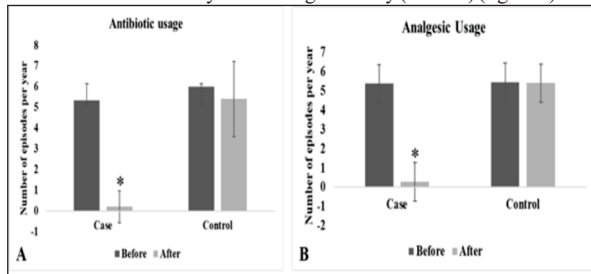 Antibiotic usage
Number of episodes per year
8
7
6
5
4
3
2
1
0
-1
*
Case
Control
Before After
A
Analgesic Usage
Number of episodes per year
7
6
5
4
3
2
1
0
-1
-2
*
Case
Control
Before After
B